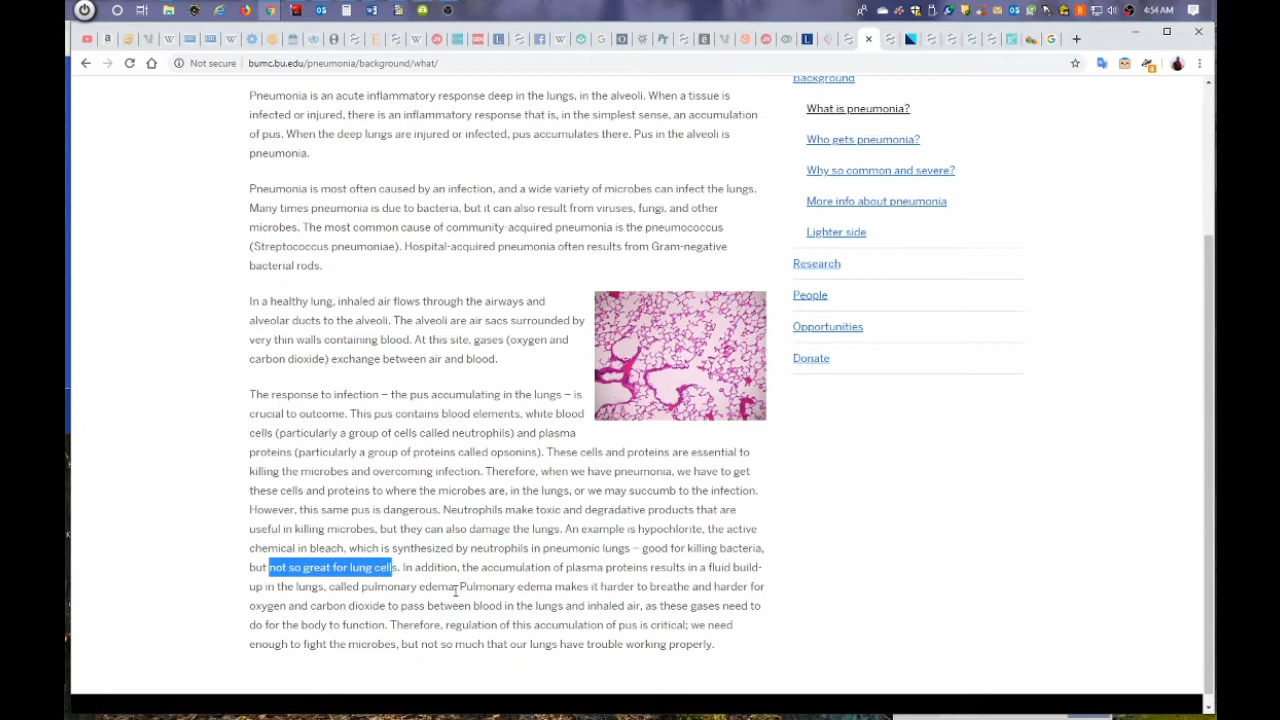 4:54 AM
Not secure
bumc.bu.edu/pneumonia/background/what/
Pneumonia is an acute inflammatory response deep in the lungs, in the alveoli. When a tissue is
infected or injured, there is an inflammatory response that is, in the simplest sense, an accumulation
of pus. When the deep lungs are injured or infected, pus accumulates there. Pus in the alveoli is
pneumonia.
Pneumonia is most often caused by an infection, and a wide variety of microbes can infect the lungs.
Many times pneumonia is due to bacteria, but it can also result from viruses, fungi, and other
microbes. The most common cause of community-acquired pneumonia is the pneumococcus
(Streptococcus pneumoniae). Hospital-acquired pneumonia often results from Gram-negative
bacterial rods.
In a healthy lung, inhaled air flows through the airways and
alveolar ducts to the alveoli. The alveoli are air sacs surrounded by
very thin walls containing blood. At this site, gases (oxygen and
carbon dioxide) exchange between air and blood.
The response to infection – the pus accumulating in the lungs – is
crucial to outcome. This pus contains blood elements, white blood
cells (particularly a group of cells called neutrophils) and plasma
proteins (particularly a group of proteins called opsonins). These cells and proteins are essential to
killing the microbes and overcoming infection. Therefore, when we have pneumonia, we have to get
these cells and proteins to where the microbes are, in the lungs, or we may succumb to the infection.
However, this same pus is dangerous. Neutrophils make toxic and degradative products that are
useful in killing microbes, but they can also damage the lungs. An example is hypochlorite, the active
chemical in bleach, which is synthesized by neutrophils in pneumonic lungs – good for killing bacteria,
but not so great for lung cells. In addition, the accumulation of plasma proteins results in a fluid build-
up in the lungs, called pulmonary edema. Pulmonary edema makes it harder to breathe and harder for
oxygen and carbon dioxide to pass between blood in the lungs and inhaled air, as these gases need to
do for the body to function. Therefore, regulation of this accumulation of pus is critical; we need
enough to fight the microbes, but not so much that our lungs have trouble working properly.
Background
What is pneumonia?
Who gets pneumonia?
Why so common and severe?
More info about pneumonia
Lighter side
Research
People
Opportunities
Donate